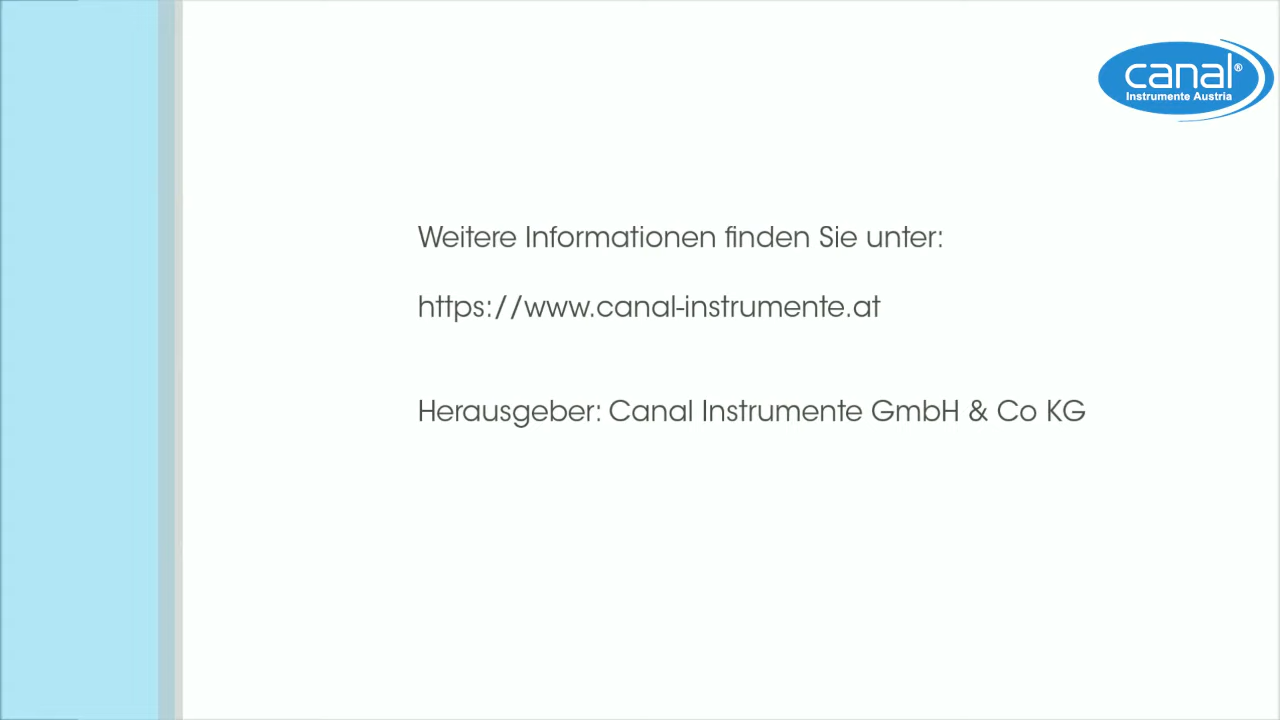 canal®
Instrumente Austria
Weitere Informationen finden Sie unter:
https://www.canal-instrumente.at
Herausgeber: Canal Instrumente GmbH & Co KG